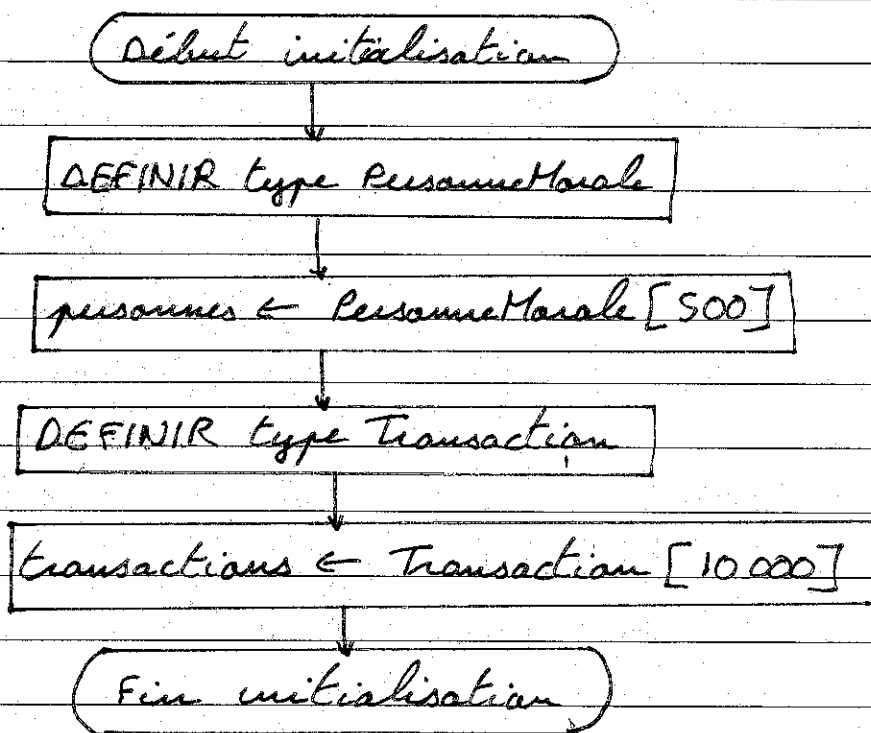 Début initialisation
DEFINIR type PersonneMorale
personnes ← PersonneMorale [500]
DEFINIR type Transaction
transactions ← Transaction [10 000]
Fin initialisation